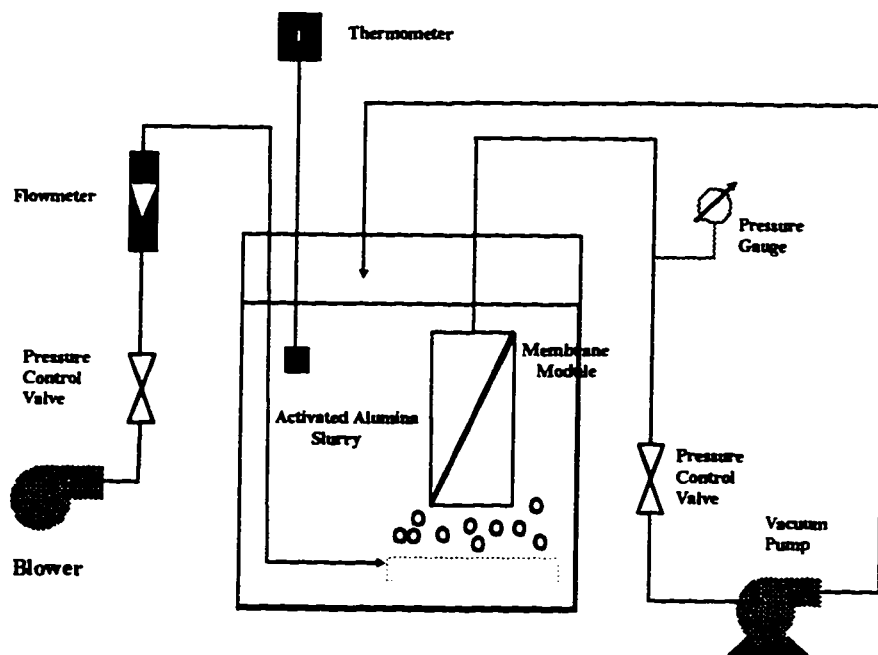 Thermometer
Flowmeter
Pressure
Gauge
Pressure
Control
Valve
Membrane
Module
Activated Alumina
Slurry
Pressure
Control
Valve
Vacuum
Pump
Blower